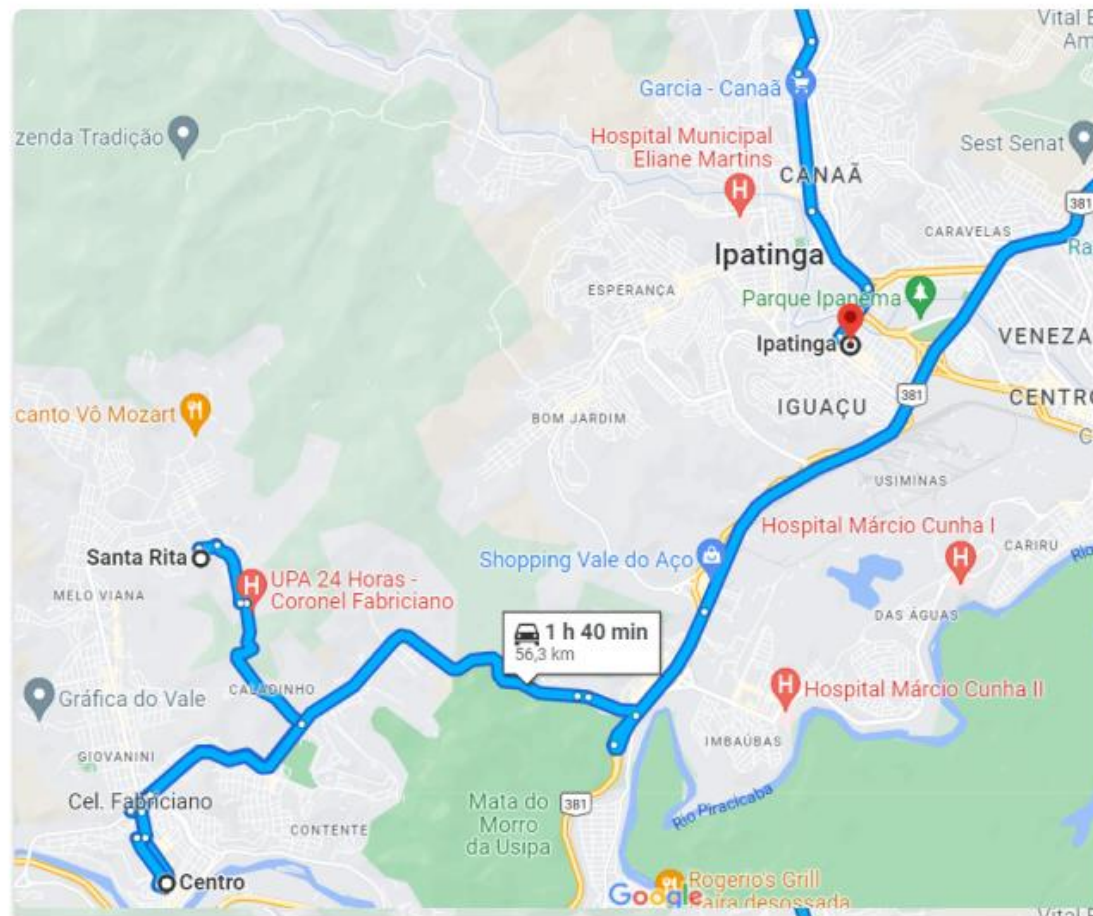 Vital B
Am
Garcia - Canaã
zenda Tradição
Hospital Municipal
Eliane Martins
Sest Senat
CANAÃ
381
CARAVELAS
Ra
Ipatinga
ESPERANÇA
Parque Ipanema
Ipatinga
VENEZA
381
CENTRO
IGUAÇU
canto Vô Mozart
BOM JARDIM
C
USIMINAS
Hospital Márcio Cunha I
CARIRU
Rio
Santa Rita
Shopping Vale do Aço
UPA 24 Horas -
Coronel Fabriciano
MELO VIANA
DAS ÁGUAS
1 h 40 min
56,3 km
CALADINHO
Gráfica do Vale
Hospital Márcio Cunha II
IMBAÚBAS
GIOVANINI
Cel. Fabriciano
381
Mata do
Morro
da Usipa
Rio Piracicaba
CONTENTE
Centro
Google
Rogerio's Grill
desossada